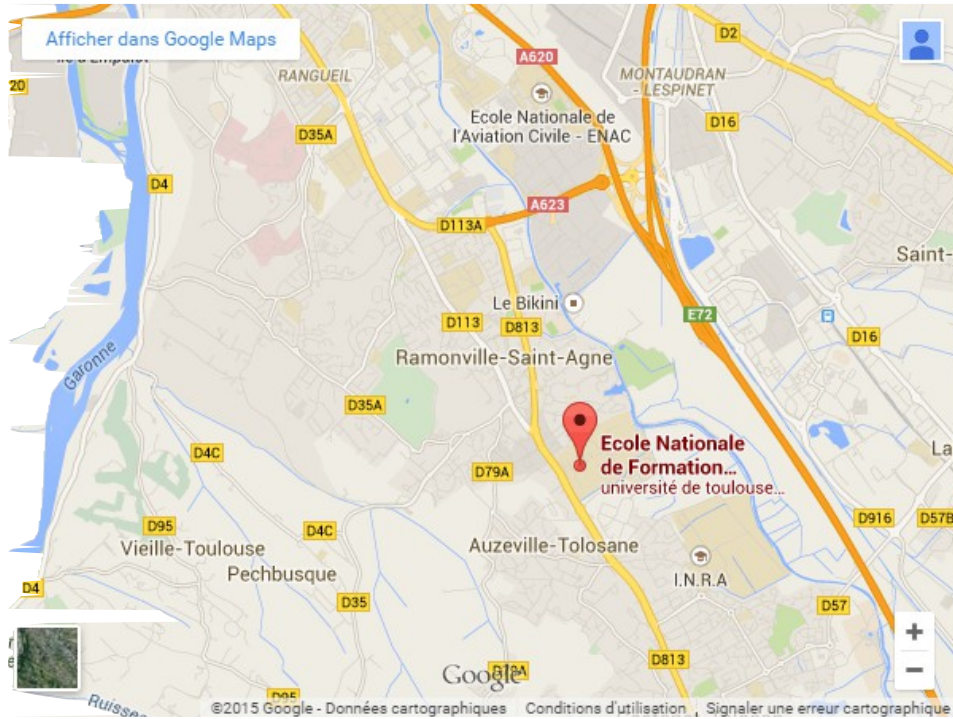 Afficher dans Google Maps
D2
A620
RANGUEIL
MONTAUDRAN
- LESPINET
Ecole Nationale de
l'Aviation Civile - ENAC
D16
D35A
D4
A623
D113A
Saint-
Le Bikini
E72
D113
D813
D16
Ramonville-Saint-Agne
Garonne
D35A
Ecole Nationale
de Formation...
université de toulouse...
La
D4C
D79A
D916
D57B
D95
D4C
Vieille-Toulouse
Auzeville-Tolosane
Pechbusque
I.N.R.A
D4
D35
D57
+
D813
Google
−
D95
©2015 Google - Données cartographiques
Conditions d'utilisation
Signaler une erreur cartographique